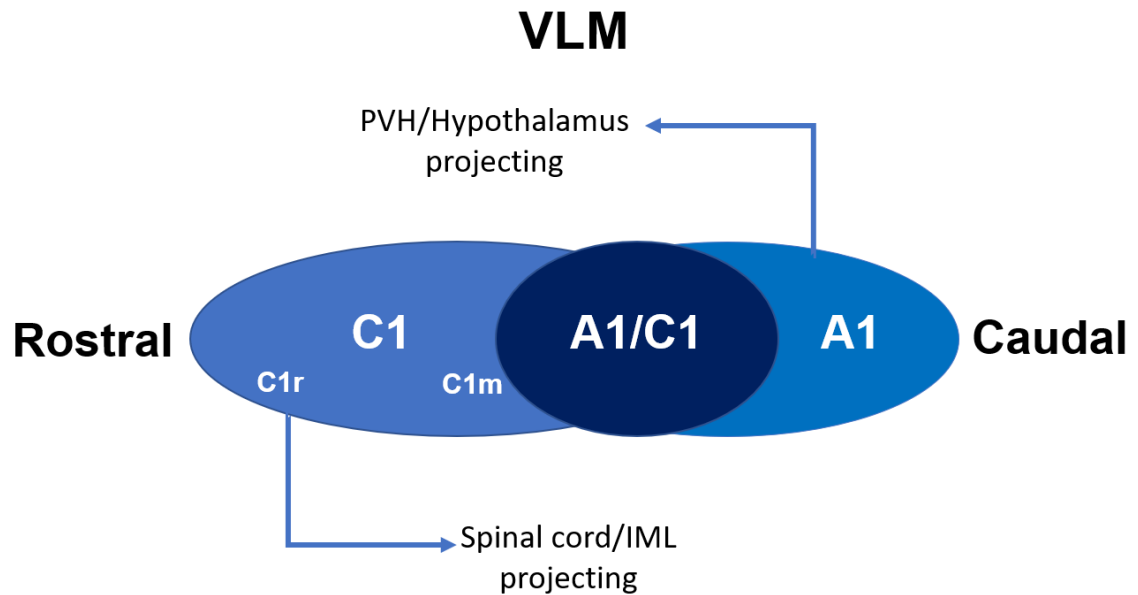 VLM
PVH/Hypothalamus
projecting
Rostral
C1
A1/C1
A1
Caudal
C1r
C1m
Spinal cord/IML
projecting